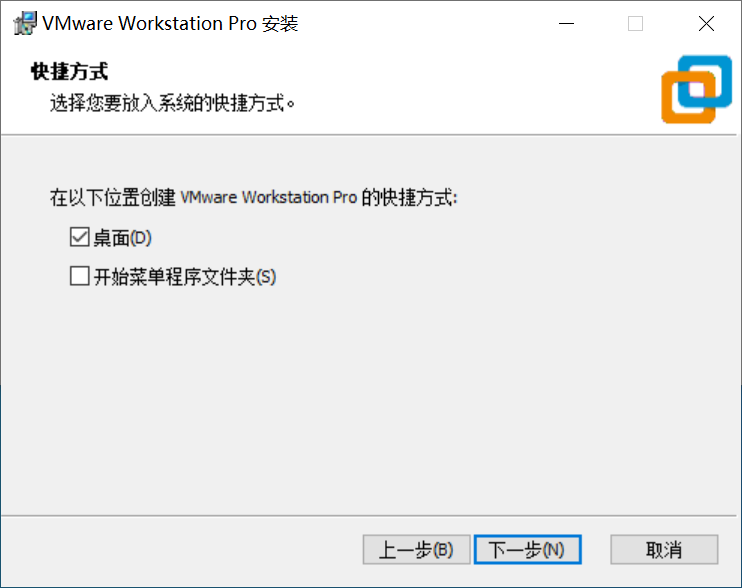 VMware Workstation Pro 安装
快捷方式
选择您要放入系统的快捷方式。
在以下位置创建 VMware Workstation Pro 的快捷方式:
桌面(D)
开始菜单程序文件夹(S)
上一步(B)
下一步(N)
取消